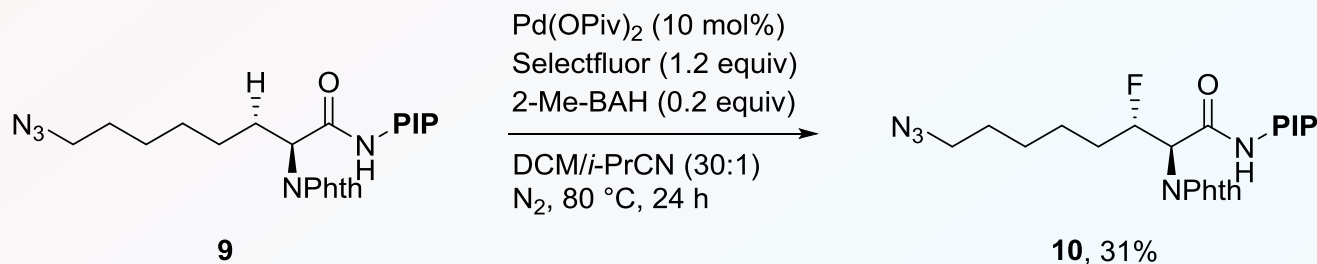 Pd(OPiv)2 (10 mol%)
Selectfluor (1.2 equiv)
2-Me-BAH (0.2 equiv)
DCM/i-PrCN (30:1)
N2, 80 °C, 24 h
H
O
N3
N
H
PIP
NPhth
9
F
O
N3
N
H
PIP
NPhth
10, 31%